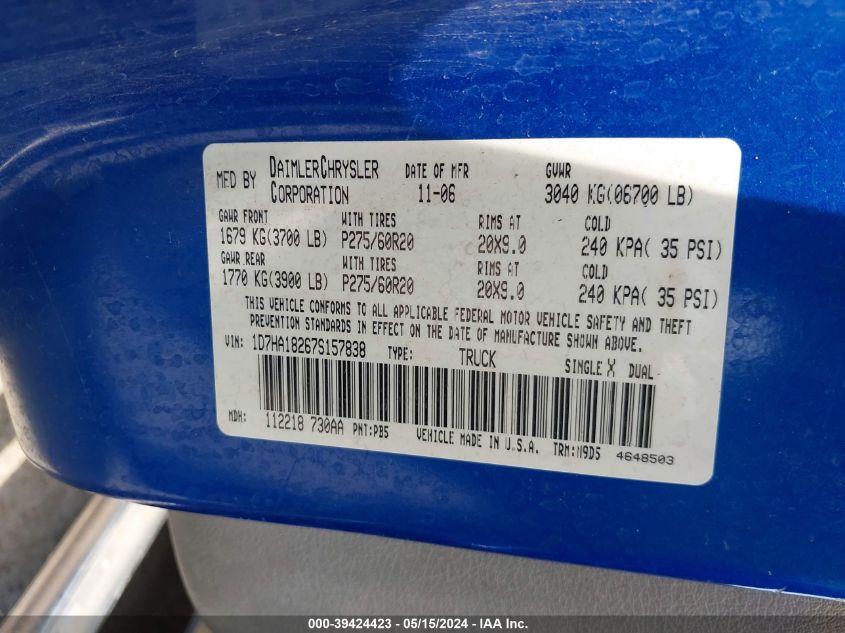 MFD BY DAIMLERCHRYSLER CORPORATION DATE OF MFR 11-06 GVWR 3040 KG(06700 LB)
GAWR FRONT WITH TIRES RIMS AT COLD
1679 KG(3700 LB) P275/60R20 20X9.0 240 KPA( 35 PSI)
GAWR REAR WITH TIRES RIMS AT COLD
1770 KG(3900 LB) P275/60R20 20X9.0 240 KPA( 35 PSI)
THIS VEHICLE CONFORMS TO ALL APPLICABLE FEDERAL MOTOR VEHICLE SAFETY AND THEFT
PREVENTION STANDARDS IN EFFECT ON THE DATE OF MANUFACTURE SHOWN ABOVE.
VIN: 1D7HA18267S157838 TYPE: TRUCK SINGLE X DUAL -
MDH: 112218 730AA PNT:PB5 VEHICLE MADE IN U.S.A. TRM:M9D5 4648503
000-39424423 - 05/15/2024 - IAA Inc.